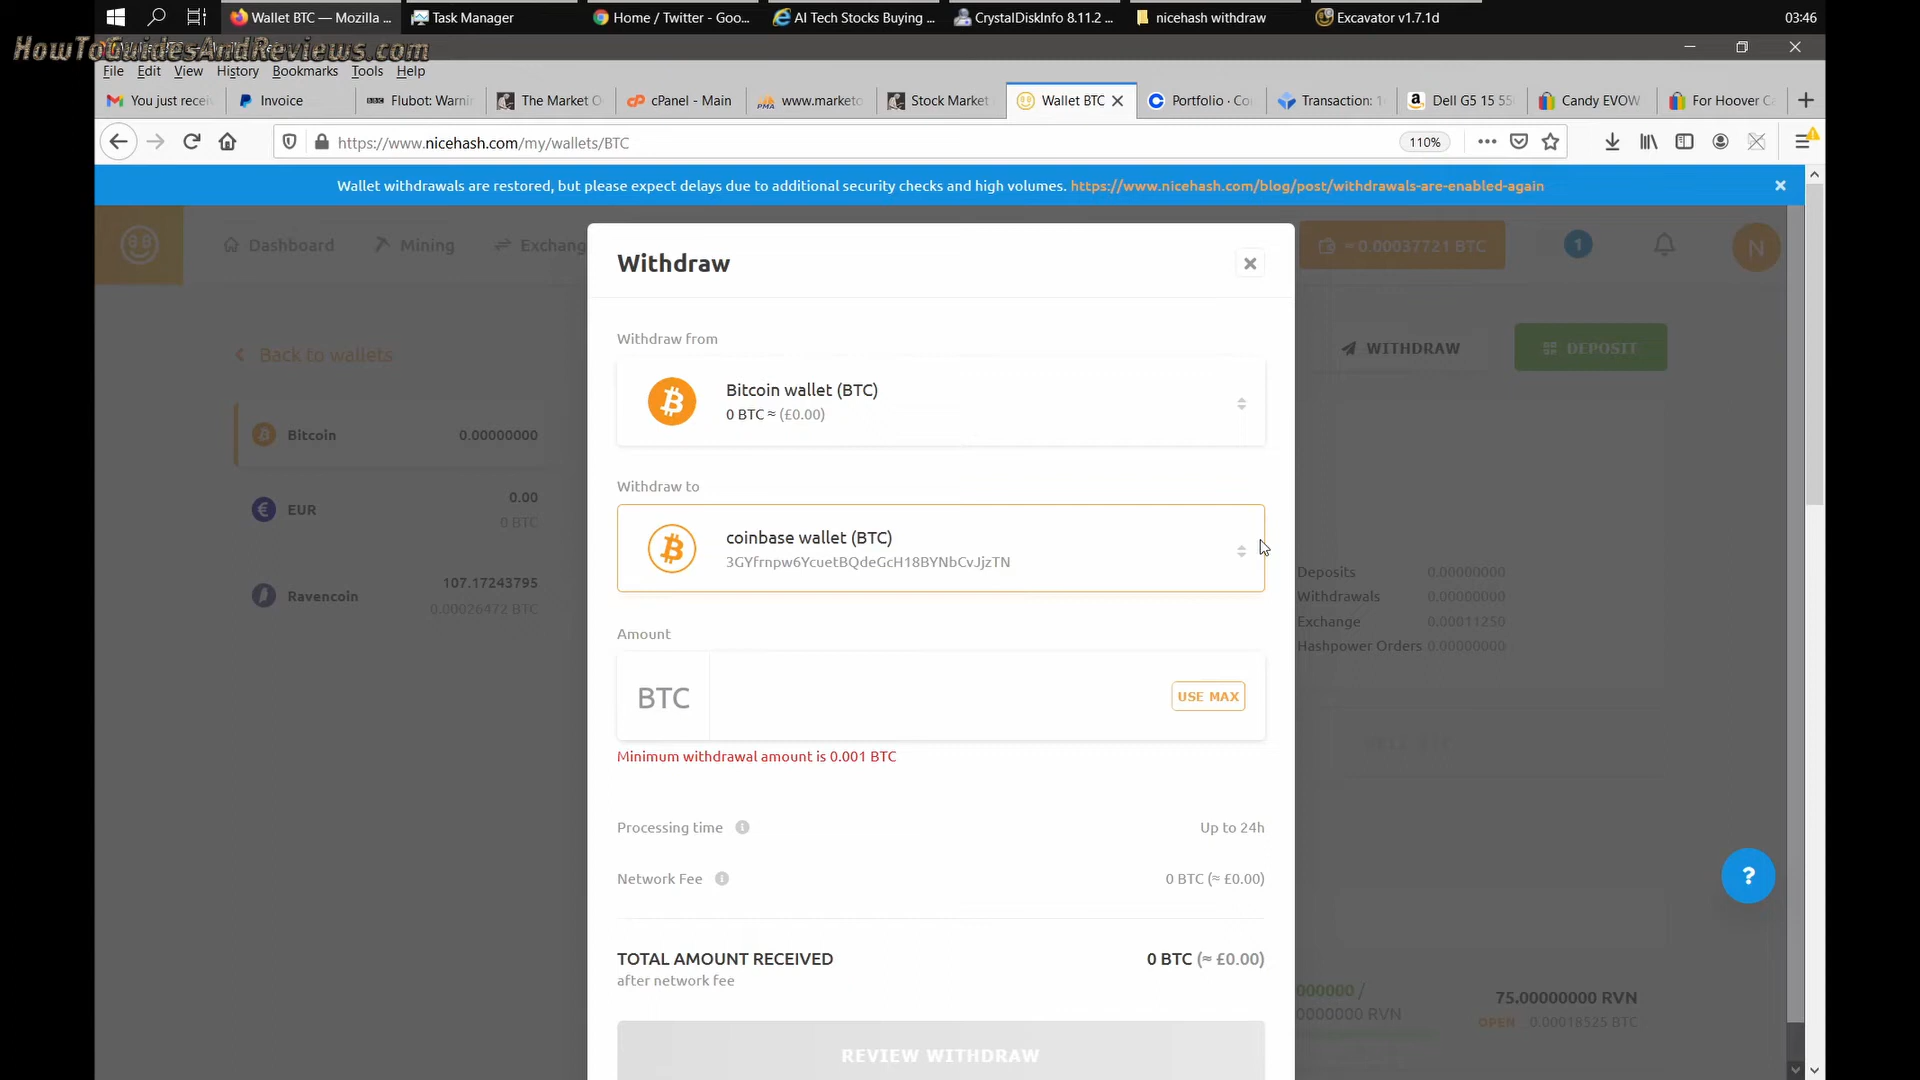 Wallet BTC — Mozilla ...
Task Manager
Home / Twitter - Goo...
AI Tech Stocks Buying ...
CrystalDiskInfo 8.11.2 ...
nicehash withdraw
Excavator v1.7.1d
03:46
HowToGuidesAndReviews.com
File Edit View History Bookmarks Tools Help
You just recei
Invoice
Flubot: Warni
The Market O
cPanel - Main
www.marketo
Stock Market
Wallet BTC
Portfolio · Co
Transaction: 1
Dell G5 15 55
Candy EVOW
For Hoover Ca
https://www.nicehash.com/my/wallets/BTC
110%
Wallet withdrawals are restored, but please expect delays due to additional security checks and high volumes. https://www.nicehash.com/blog/post/withdrawals-are-enabled-again
Dashboard
Mining
Exchang
≈ 0.00037721 BTC
1
N
Withdraw
Back to wallets
WITHDRAW
DEPOSIT
Withdraw from
Bitcoin wallet (BTC)
0 BTC ≈ (£0.00)
Bitcoin 0.00000000
EUR 0.00
0 BTC
Ravencoin 107.17243795
0.00026472 BTC
Withdraw to
coinbase wallet (BTC)
3GYfrnpw6YcuetBQdeGcH18BYNbCvJjzTN
Deposits 0.00000000
Withdrawals 0.00000000
Exchange 0.00011250
Hashpower Orders 0.00000000
Amount
BTC
USE MAX
Minimum withdrawal amount is 0.001 BTC
Processing time
Up to 24h
Network Fee
0 BTC (≈ £0.00)
TOTAL AMOUNT RECEIVED
0 BTC (≈ £0.00)
after network fee
000000 /
0000000 RVN
75.00000000 RVN
OPEN 0.00018525 BTC
REVIEW WITHDRAW
?